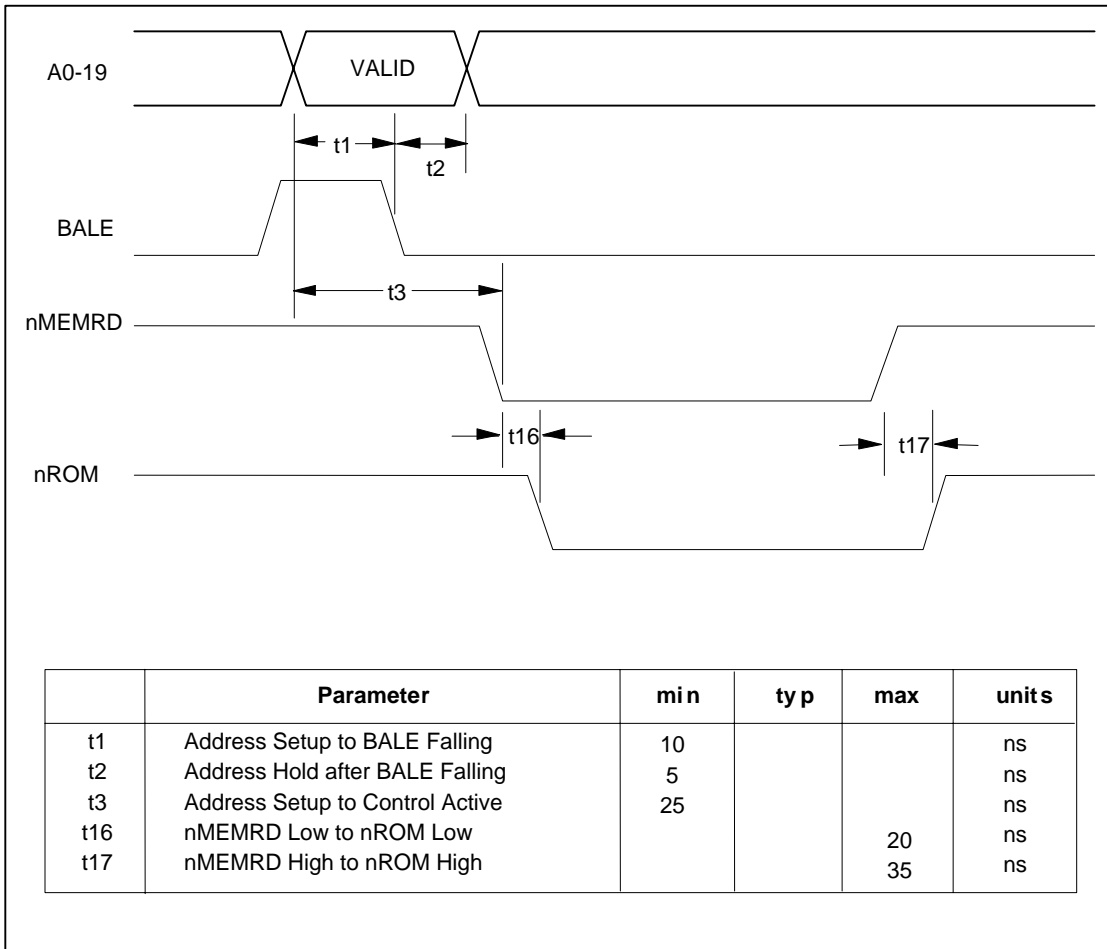 A0-19
VALID
t1
t2
BALE
t3
nMEMRD
t16
t17
nROM
Parameter min typ max units
t1 Address Setup to BALE Falling 10 ns
t2 Address Hold after BALE Falling 5 ns
t3 Address Setup to Control Active 25 ns
t16 nMEMRD Low to nROM Low 20 ns
t17 nMEMRD High to nROM High 35 ns